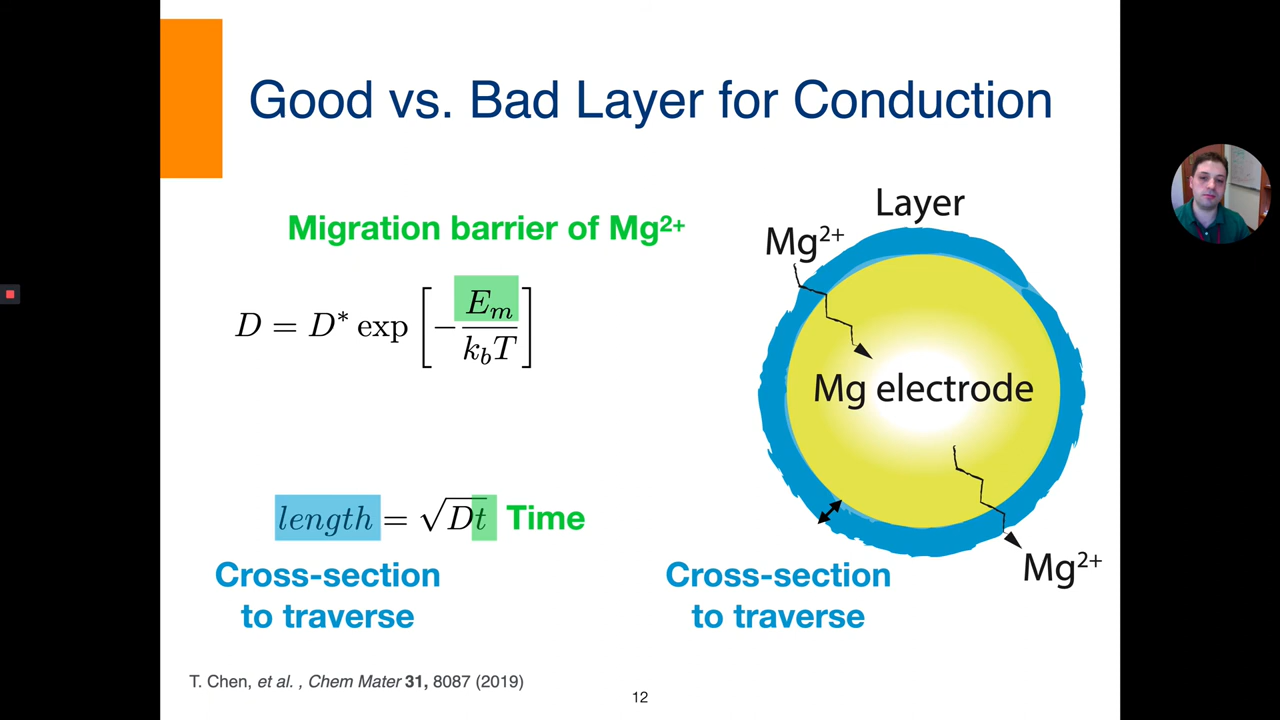 Good vs. Bad Layer for Conduction
Migration barrier of Mg²⁺
D = D* exp [ − E_m / k_b T ]
length = √Dt Time
Cross-section
to traverse
Layer
Mg²⁺
Mg electrode
Mg²⁺
Cross-section
to traverse
T. Chen, et al. , Chem Mater 31, 8087 (2019)
12